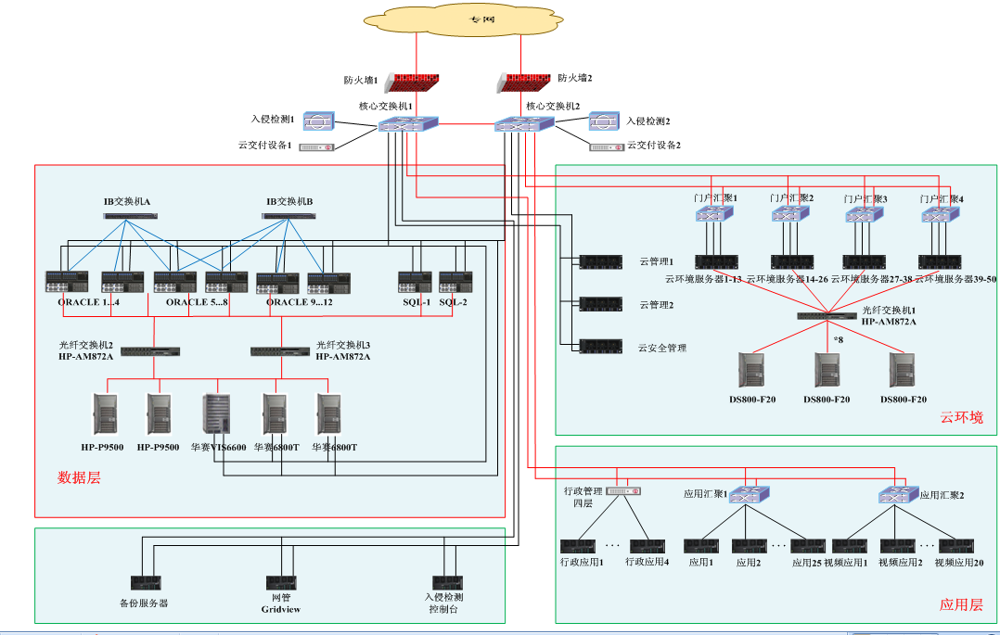 专网
防火墙1
防火墙2
核心交换机1
核心交换机2
入侵检测1
入侵检测2
云交付设备1
云交付设备2
IB交换机A
IB交换机B
ORACLE 1...4
ORACLE 5...8
ORACLE 9...12
SQL-1
SQL-2
光纤交换机2
HP-AM872A
光纤交换机3
HP-AM872A
HP-P9500
HP-P9500
华赛VIS6600
华赛6800T
华赛6800T
数据层
门户汇聚1
门户汇聚2
门户汇聚3
门户汇聚4
云管理1
云管理2
云安全管理
云环境服务器1-13
云环境服务器14-26
云环境服务器27-38
云环境服务器39-50
光纤交换机1
HP-AM872A
*8
DS800-F20
DS800-F20
DS800-F20
云环境
行政管理
四层
应用汇聚1
应用汇聚2
...
...
...
行政应用1
行政应用4
应用1
应用2
应用25
视频应用1
视频应用2
视频应用20
应用层
备份服务器
网管
Gridview
入侵检测
控制台